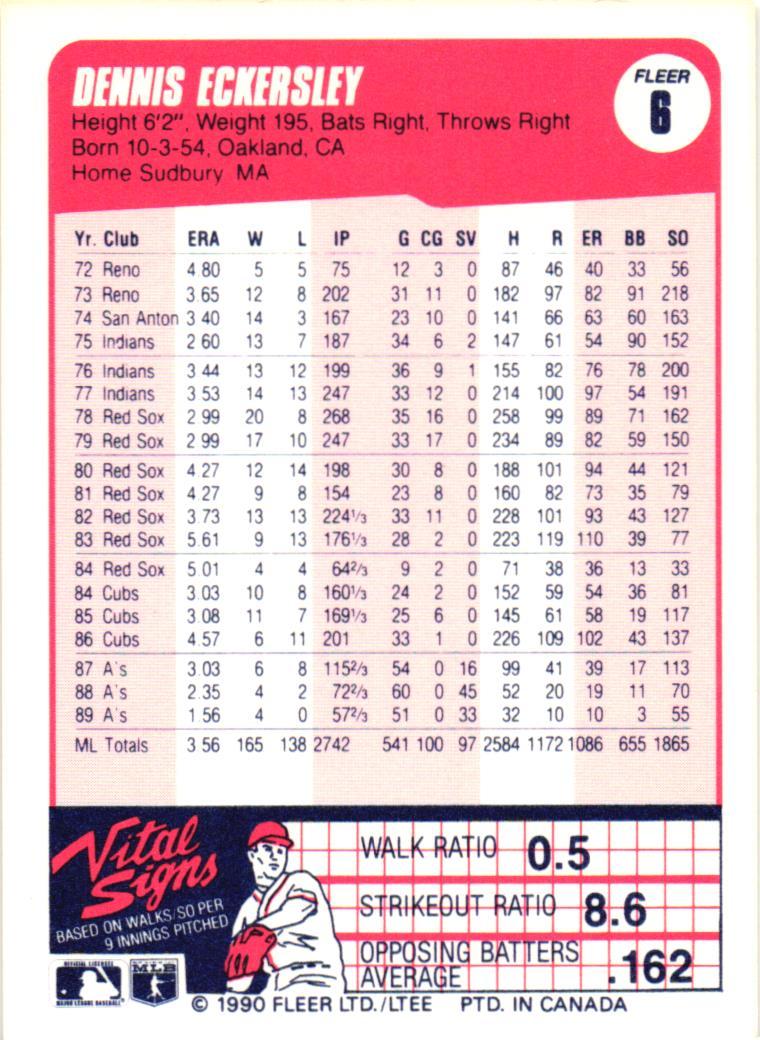 DENNIS ECKERSLEY
FLEER
6
Height 6'2", Weight 195, Bats Right, Throws Right
Born 10-3-54, Oakland, CA
Home Sudbury MA
Yr. Club ERA W L IP G CG SV H R ER BB SO
72 Reno 4.80 5 5 75 12 3 0 87 46 40 33 56
73 Reno 3.65 12 8 202 31 11 0 182 97 82 91 218
74 San Anton 3 40 14 3 167 23 10 0 141 66 63 60 163
75 Indians 2 60 13 7 187 34 6 2 147 61 54 90 152
76 Indians 3 44 13 12 199 36 9 1 155 82 76 78 200
77 Indians 3 53 14 13 247 33 12 0 214 100 97 54 191
78 Red Sox 2 99 20 8 268 35 16 0 258 99 89 71 162
79 Red Sox 2 99 17 10 247 33 17 0 234 89 82 59 150
80 Red Sox 4 27 12 14 198 30 8 0 188 101 94 44 121
81 Red Sox 4 27 9 8 154 23 8 0 160 82 73 35 79
82 Red Sox 3.73 13 13 2241/3 33 11 0 228 101 93 43 127
83 Red Sox 5.61 9 13 1761/3 28 2 0 223 119 110 39 77
84 Red Sox 5.01 4 4 642/3 9 2 0 71 38 36 13 33
84 Cubs 3.03 10 8 1601/3 24 2 0 152 59 54 36 81
85 Cubs 3.08 11 7 1691/3 25 6 0 145 61 58 19 117
86 Cubs 4.57 6 11 201 33 1 0 226 109 102 43 137
87 A's 3.03 6 8 1152/3 54 0 16 99 41 39 17 113
88 A's 2.35 4 2 722/3 60 0 45 52 20 19 11 70
89 A's 1.56 4 0 572/3 51 0 33 32 10 10 3 55
ML Totals 3 56 165 138 2742 541 100 97 2584 1172 1086 655 1865
Vital
Signs
BASED ON WALKS/SO PER
9 INNINGS PITCHED
WALK RATIO 0.5
STRIKEOUT RATIO 8.6
OPPOSING BATTERS
AVERAGE .162
OFFICIAL LICENSEE
MAJOR LEAGUE BASEBALL
MLB
© 1990 FLEER LTD./LTEE PTD. IN CANADA